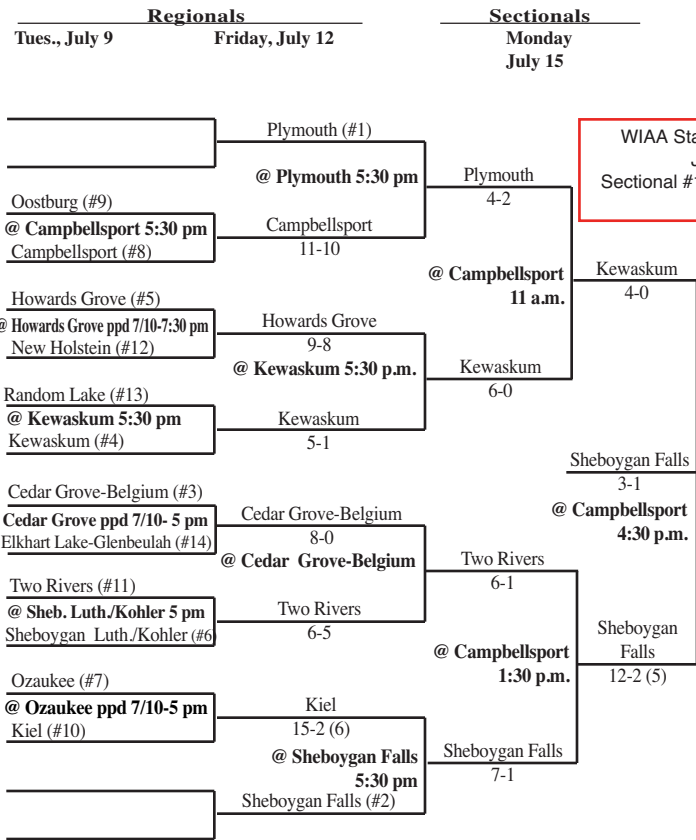 Regionals
Sectionals
Tues., July 9
Friday, July 12
Monday
July 15
Plymouth (#1)
@ Plymouth 5:30 pm
Plymouth
4-2
WIAA Sta
Sectional #1
Oostburg (#9)
@ Campbellsport 5:30 pm
Campbellsport (#8)
Campbellsport
11-10
@ Campbellsport
11 a.m.
Kewaskum
4-0
Howards Grove (#5)
@ Howards Grove ppd 7/10-7:30 pm
New Holstein (#12)
Howards Grove
9-8
@ Kewaskum 5:30 p.m.
Kewaskum
6-0
Random Lake (#13)
@ Kewaskum 5:30 pm
Kewaskum (#4)
Kewaskum
5-1
Sheboygan Falls
3-1
@ Campbellsport
4:30 p.m.
Cedar Grove-Belgium (#3)
Cedar Grove ppd 7/10- 5 pm
Elkhart Lake-Glenbeulah (#14)
Cedar Grove-Belgium
8-0
@ Cedar Grove-Belgium
Two Rivers
6-1
Two Rivers (#11)
@ Sheb. Luth./Kohler 5 pm
Sheboygan Luth./Kohler (#6)
Two Rivers
6-5
@ Campbellsport
1:30 p.m.
Sheboygan
Falls
12-2 (5)
Ozaukee (#7)
@ Ozaukee ppd 7/10-5 pm
Kiel (#10)
Kiel
15-2 (6)
@ Sheboygan Falls
5:30 pm
Sheboygan Falls
7-1
Sheboygan Falls (#2)